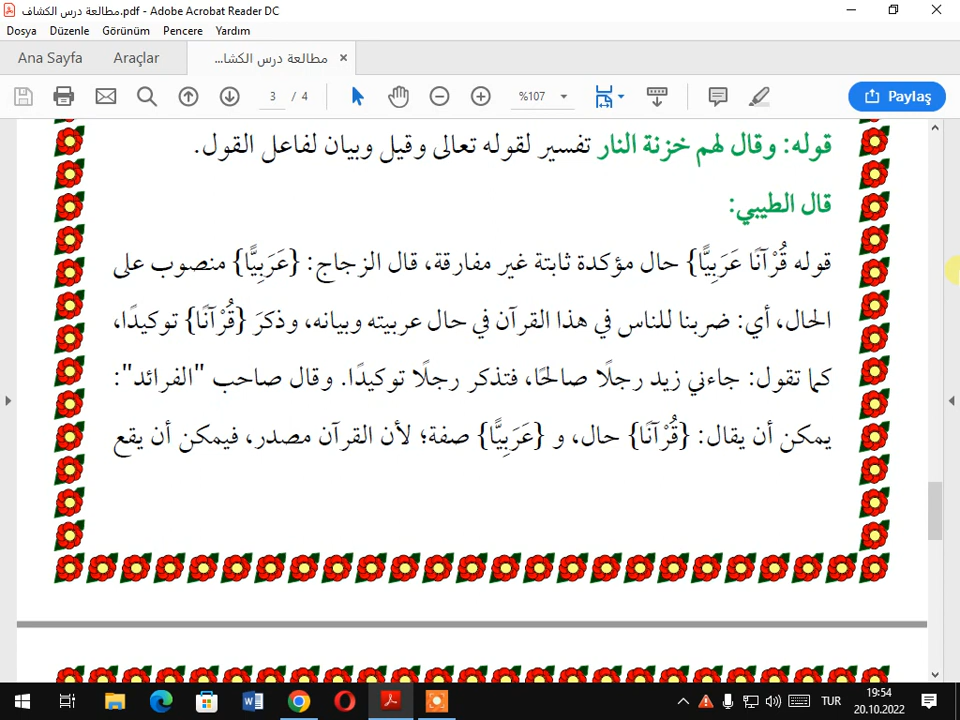 مطالعة درس الكشاف.pdf - Adobe Acrobat Reader DC
Dosya Düzenle Görünüm Pencere Yardım
Ana Sayfa Araçlar مطالعة درس الكشا...
3 / 4 %107 Paylaş
قوله: وقال لهم خزنة النار تفسير لقوله تعالى وقيل وبيان لفاعل القول.
قال الطيبي:
قوله قُرْآنًا عَرَبِيًّا} حال مؤكدة ثابتة غير مفارقة، قال الزجاج: {عَرَبِيًّا} منصوب على
الحال، أي: ضربنا للناس في هذا القرآن في حال عربيته وبيانه، وذكرَ {قُرْآنًا} توكيدًا،
كما تقول: جاءني زيد رجلًا صالحًا، فتذكر رجلًا توكيدًا. وقال صاحب "الفرائد":
يمكن أن يقال: {قُرْآنًا} حال، و {عَرَبِيًّا} صفة؛ لأن القرآن مصدر، فيمكن أن يقع
TUR
19:54
20.10.2022